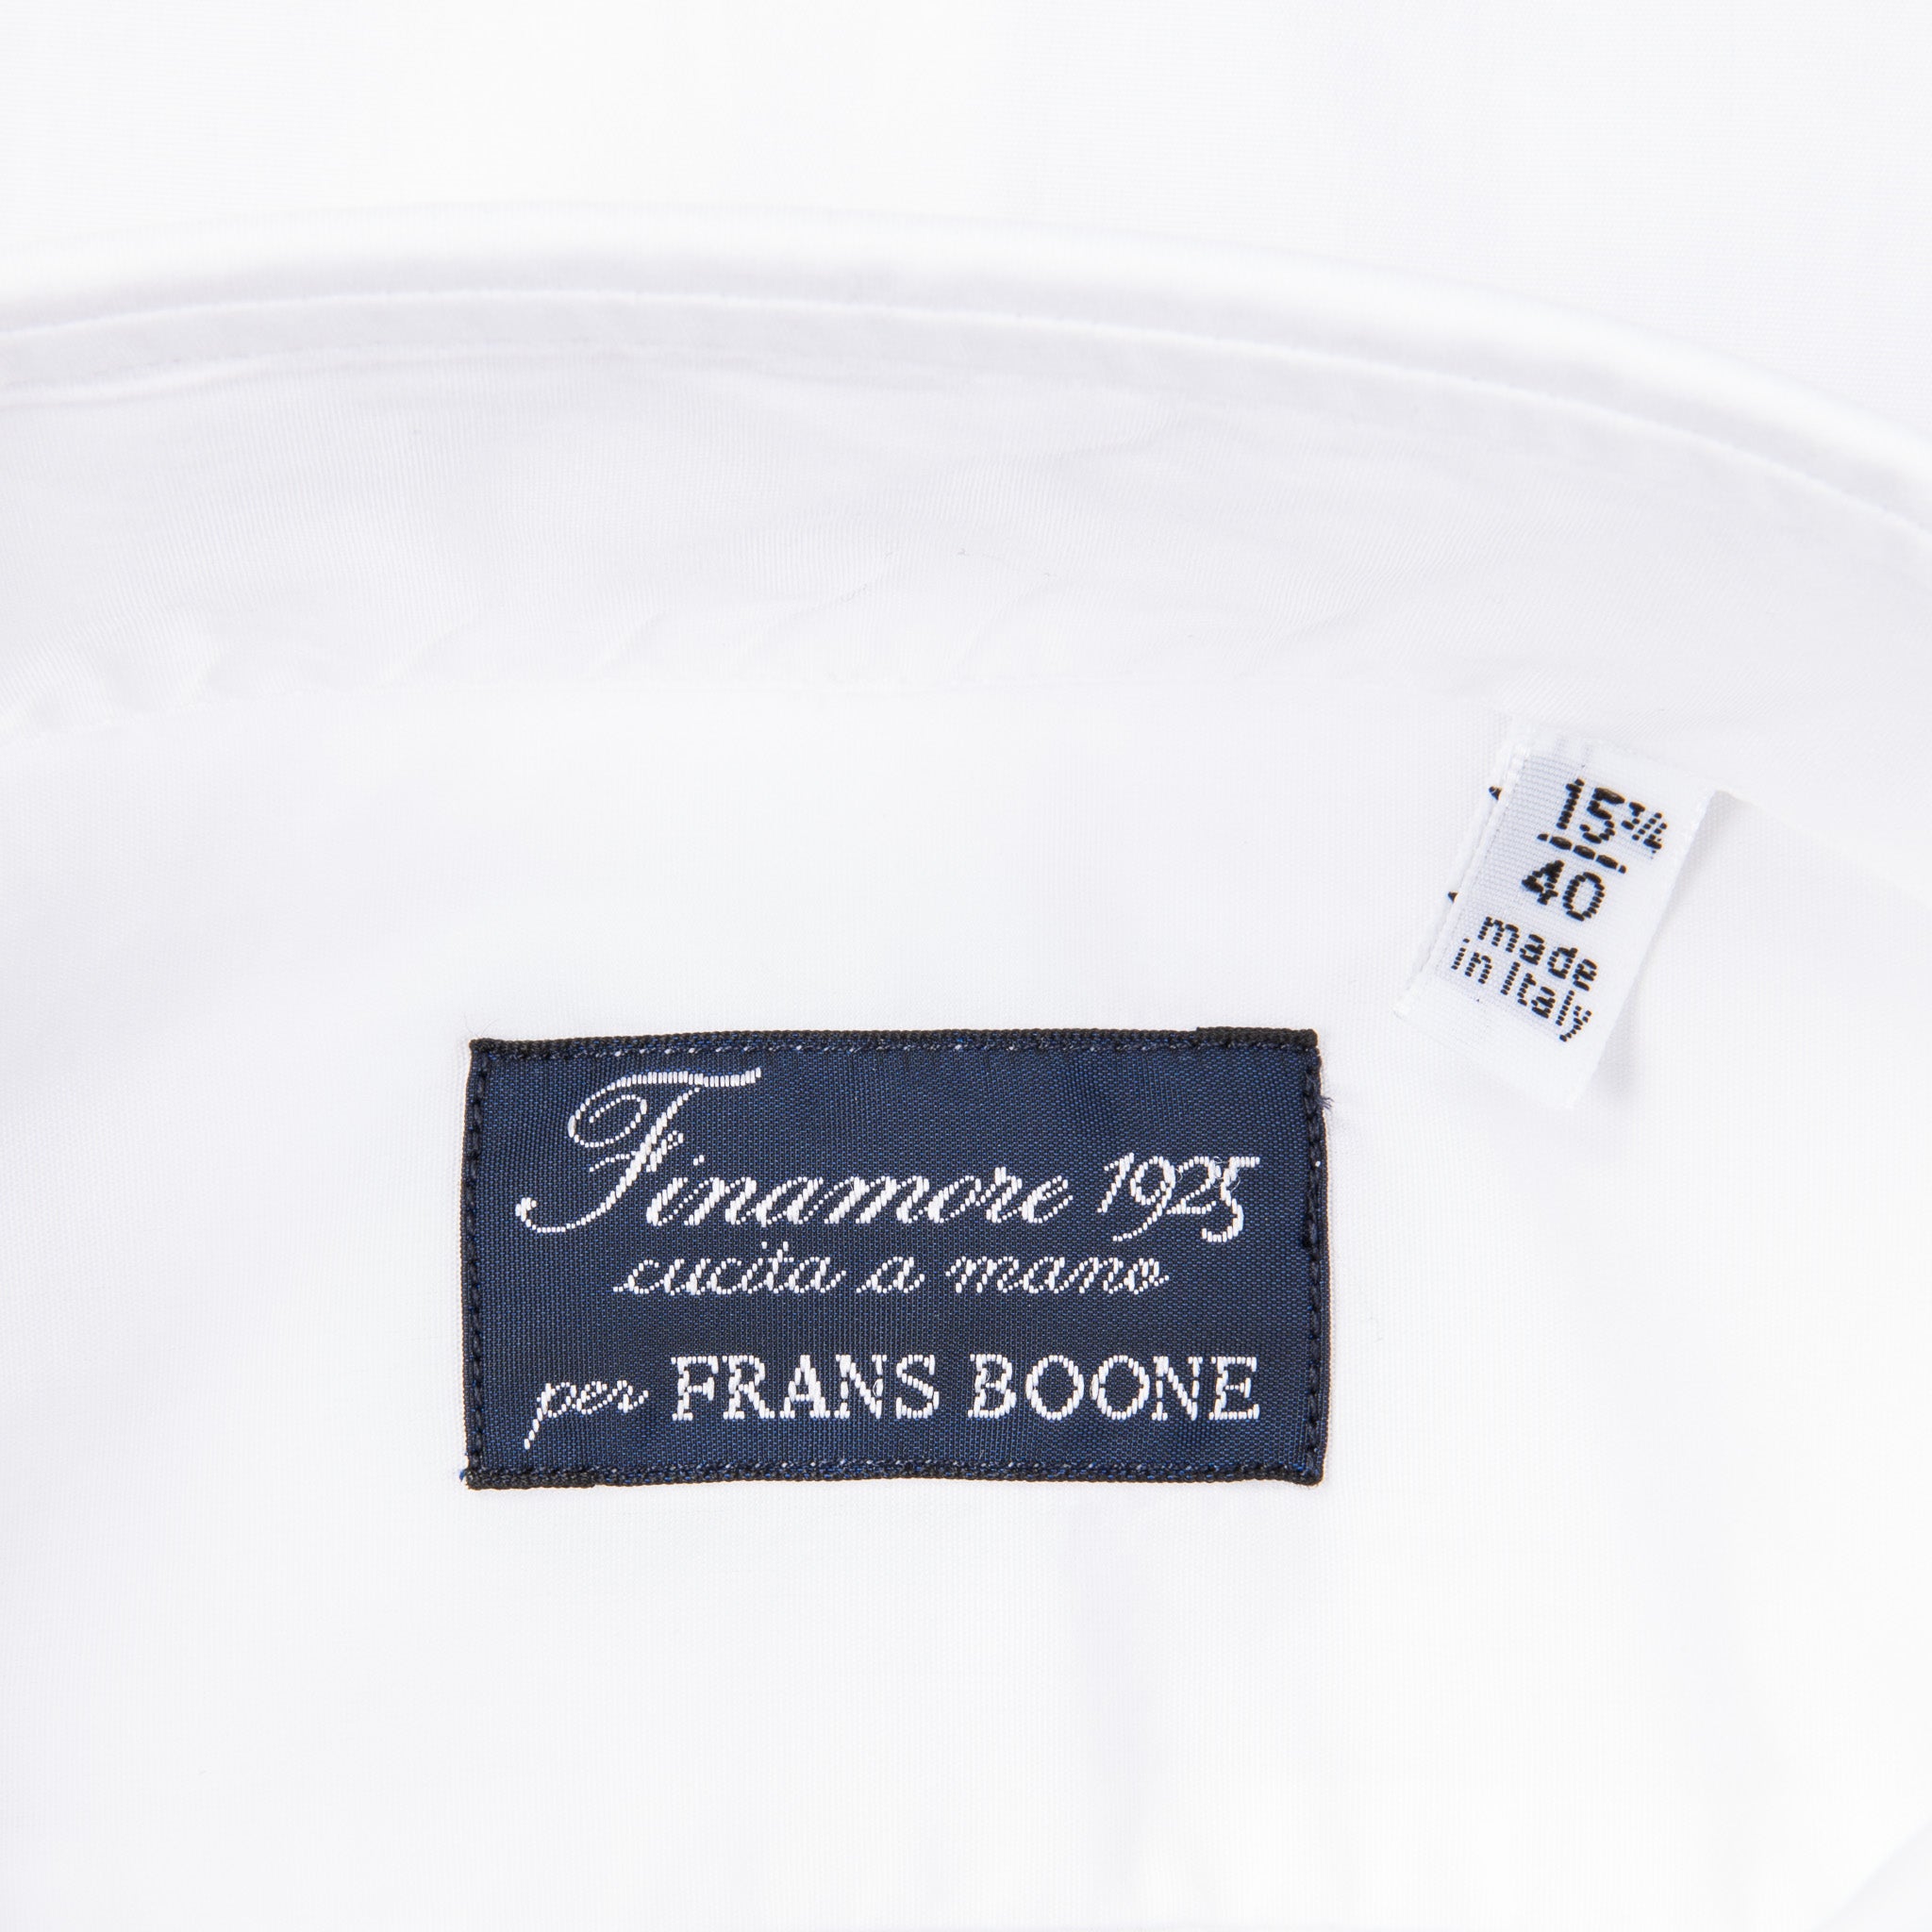 15¾
40
made
in Italy
Finamore 1925
cucita a mano
per FRANS BOONE